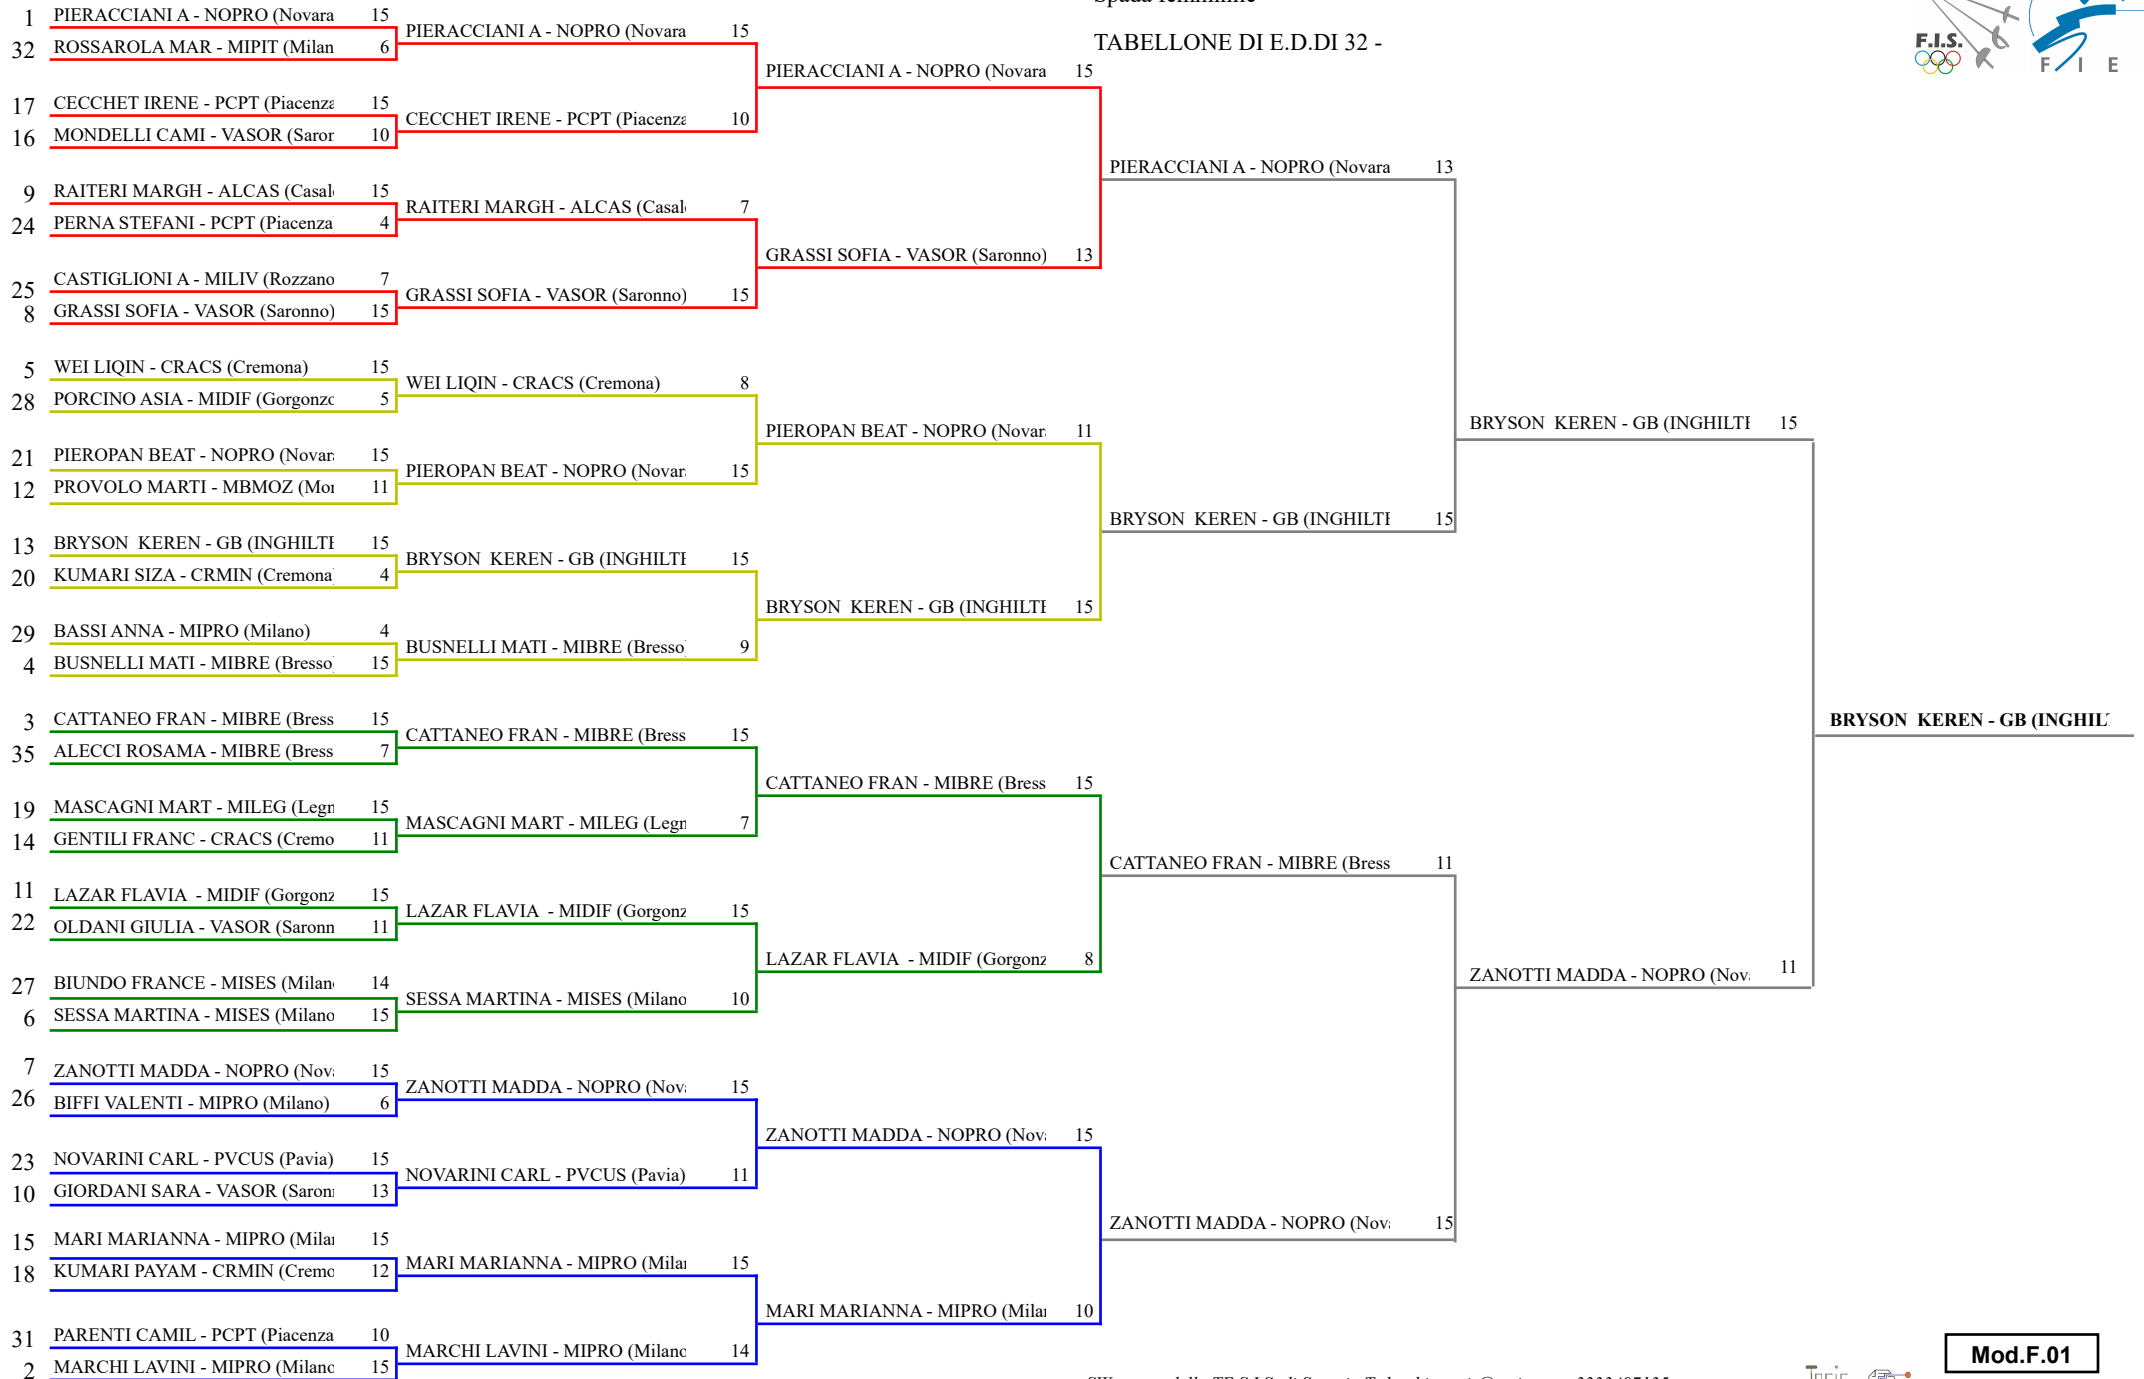 TABELLONE DI E.D.DI 32 -
F.I.S.
F I E
1 PIERACCIANI A - NOPRO (Novara 15
32 ROSSAROLA MAR - MIPIT (Milan 6
17 CECCHET IRENE - PCPT (Piacenza 15
16 MONDELLI CAMI - VASOR (Saror 10
9 RAITERI MARGH - ALCAS (Casal 15
24 PERNA STEFANI - PCPT (Piacenza 4
25 CASTIGLIONI A - MILIV (Rozzano 7
8 GRASSI SOFIA - VASOR (Saronno) 15
5 WEI LIQIN - CRACS (Cremona) 15
28 PORCINO ASIA - MIDIF (Gorgonzo 5
21 PIEROPAN BEAT - NOPRO (Novar 15
12 PROVOLO MARTI - MBMOZ (Mon 11
13 BRYSON KEREN - GB (INGHILTE 15
20 KUMARI SIZA - CRMIN (Cremona 4
29 BASSI ANNA - MIPRO (Milano) 4
4 BUSNELLI MATI - MIBRE (Bresso 15
3 CATTANEO FRAN - MIBRE (Bress 15
35 ALECCI ROSAMA - MIBRE (Bress 7
19 MASCAGNI MART - MILEG (Legn 15
14 GENTILI FRANC - CRACS (Cremo 11
11 LAZAR FLAVIA - MIDIF (Gorgonz 15
22 OLDANI GIULIA - VASOR (Saronn 11
27 BIUNDO FRANCE - MISES (Milan 14
6 SESSA MARTINA - MISES (Milano 15
7 ZANOTTI MADDA - NOPRO (Nova 15
26 BIFFI VALENTI - MIPRO (Milano) 6
23 NOVARINI CARL - PVCUS (Pavia) 15
10 GIORDANI SARA - VASOR (Saron 13
15 MARI MARIANNA - MIPRO (Milan 15
18 KUMARI PAYAM - CRMIN (Cremo 12
31 PARENTI CAMIL - PCPT (Piacenza 10
2 MARCHI LAVINI - MIPRO (Milano 15
PIERACCIANI A - NOPRO (Novara 15
CECCHET IRENE - PCPT (Piacenza 10
RAITERI MARGH - ALCAS (Casal 7
GRASSI SOFIA - VASOR (Saronno) 15
WEI LIQIN - CRACS (Cremona) 8
PIEROPAN BEAT - NOPRO (Novar 15
BRYSON KEREN - GB (INGHILTE 15
BUSNELLI MATI - MIBRE (Bresso 9
CATTANEO FRAN - MIBRE (Bress 15
MASCAGNI MART - MILEG (Legn 7
LAZAR FLAVIA - MIDIF (Gorgonz 15
SESSA MARTINA - MISES (Milano 10
ZANOTTI MADDA - NOPRO (Nova 15
NOVARINI CARL - PVCUS (Pavia) 11
MARI MARIANNA - MIPRO (Milan 15
MARCHI LAVINI - MIPRO (Milano 14
PIERACCIANI A - NOPRO (Novara 15
GRASSI SOFIA - VASOR (Saronno) 13
PIEROPAN BEAT - NOPRO (Novar 11
BRYSON KEREN - GB (INGHILTE 15
CATTANEO FRAN - MIBRE (Bress 15
LAZAR FLAVIA - MIDIF (Gorgonz 8
ZANOTTI MADDA - NOPRO (Nova 15
MARI MARIANNA - MIPRO (Milan 10
PIERACCIANI A - NOPRO (Novara 13
BRYSON KEREN - GB (INGHILTE 15
CATTANEO FRAN - MIBRE (Bress 11
ZANOTTI MADDA - NOPRO (Nova 15
BRYSON KEREN - GB (INGHILTE 15
ZANOTTI MADDA - NOPRO (Nova 11
BRYSON KEREN - GB (INGHIL
Mod.F.01